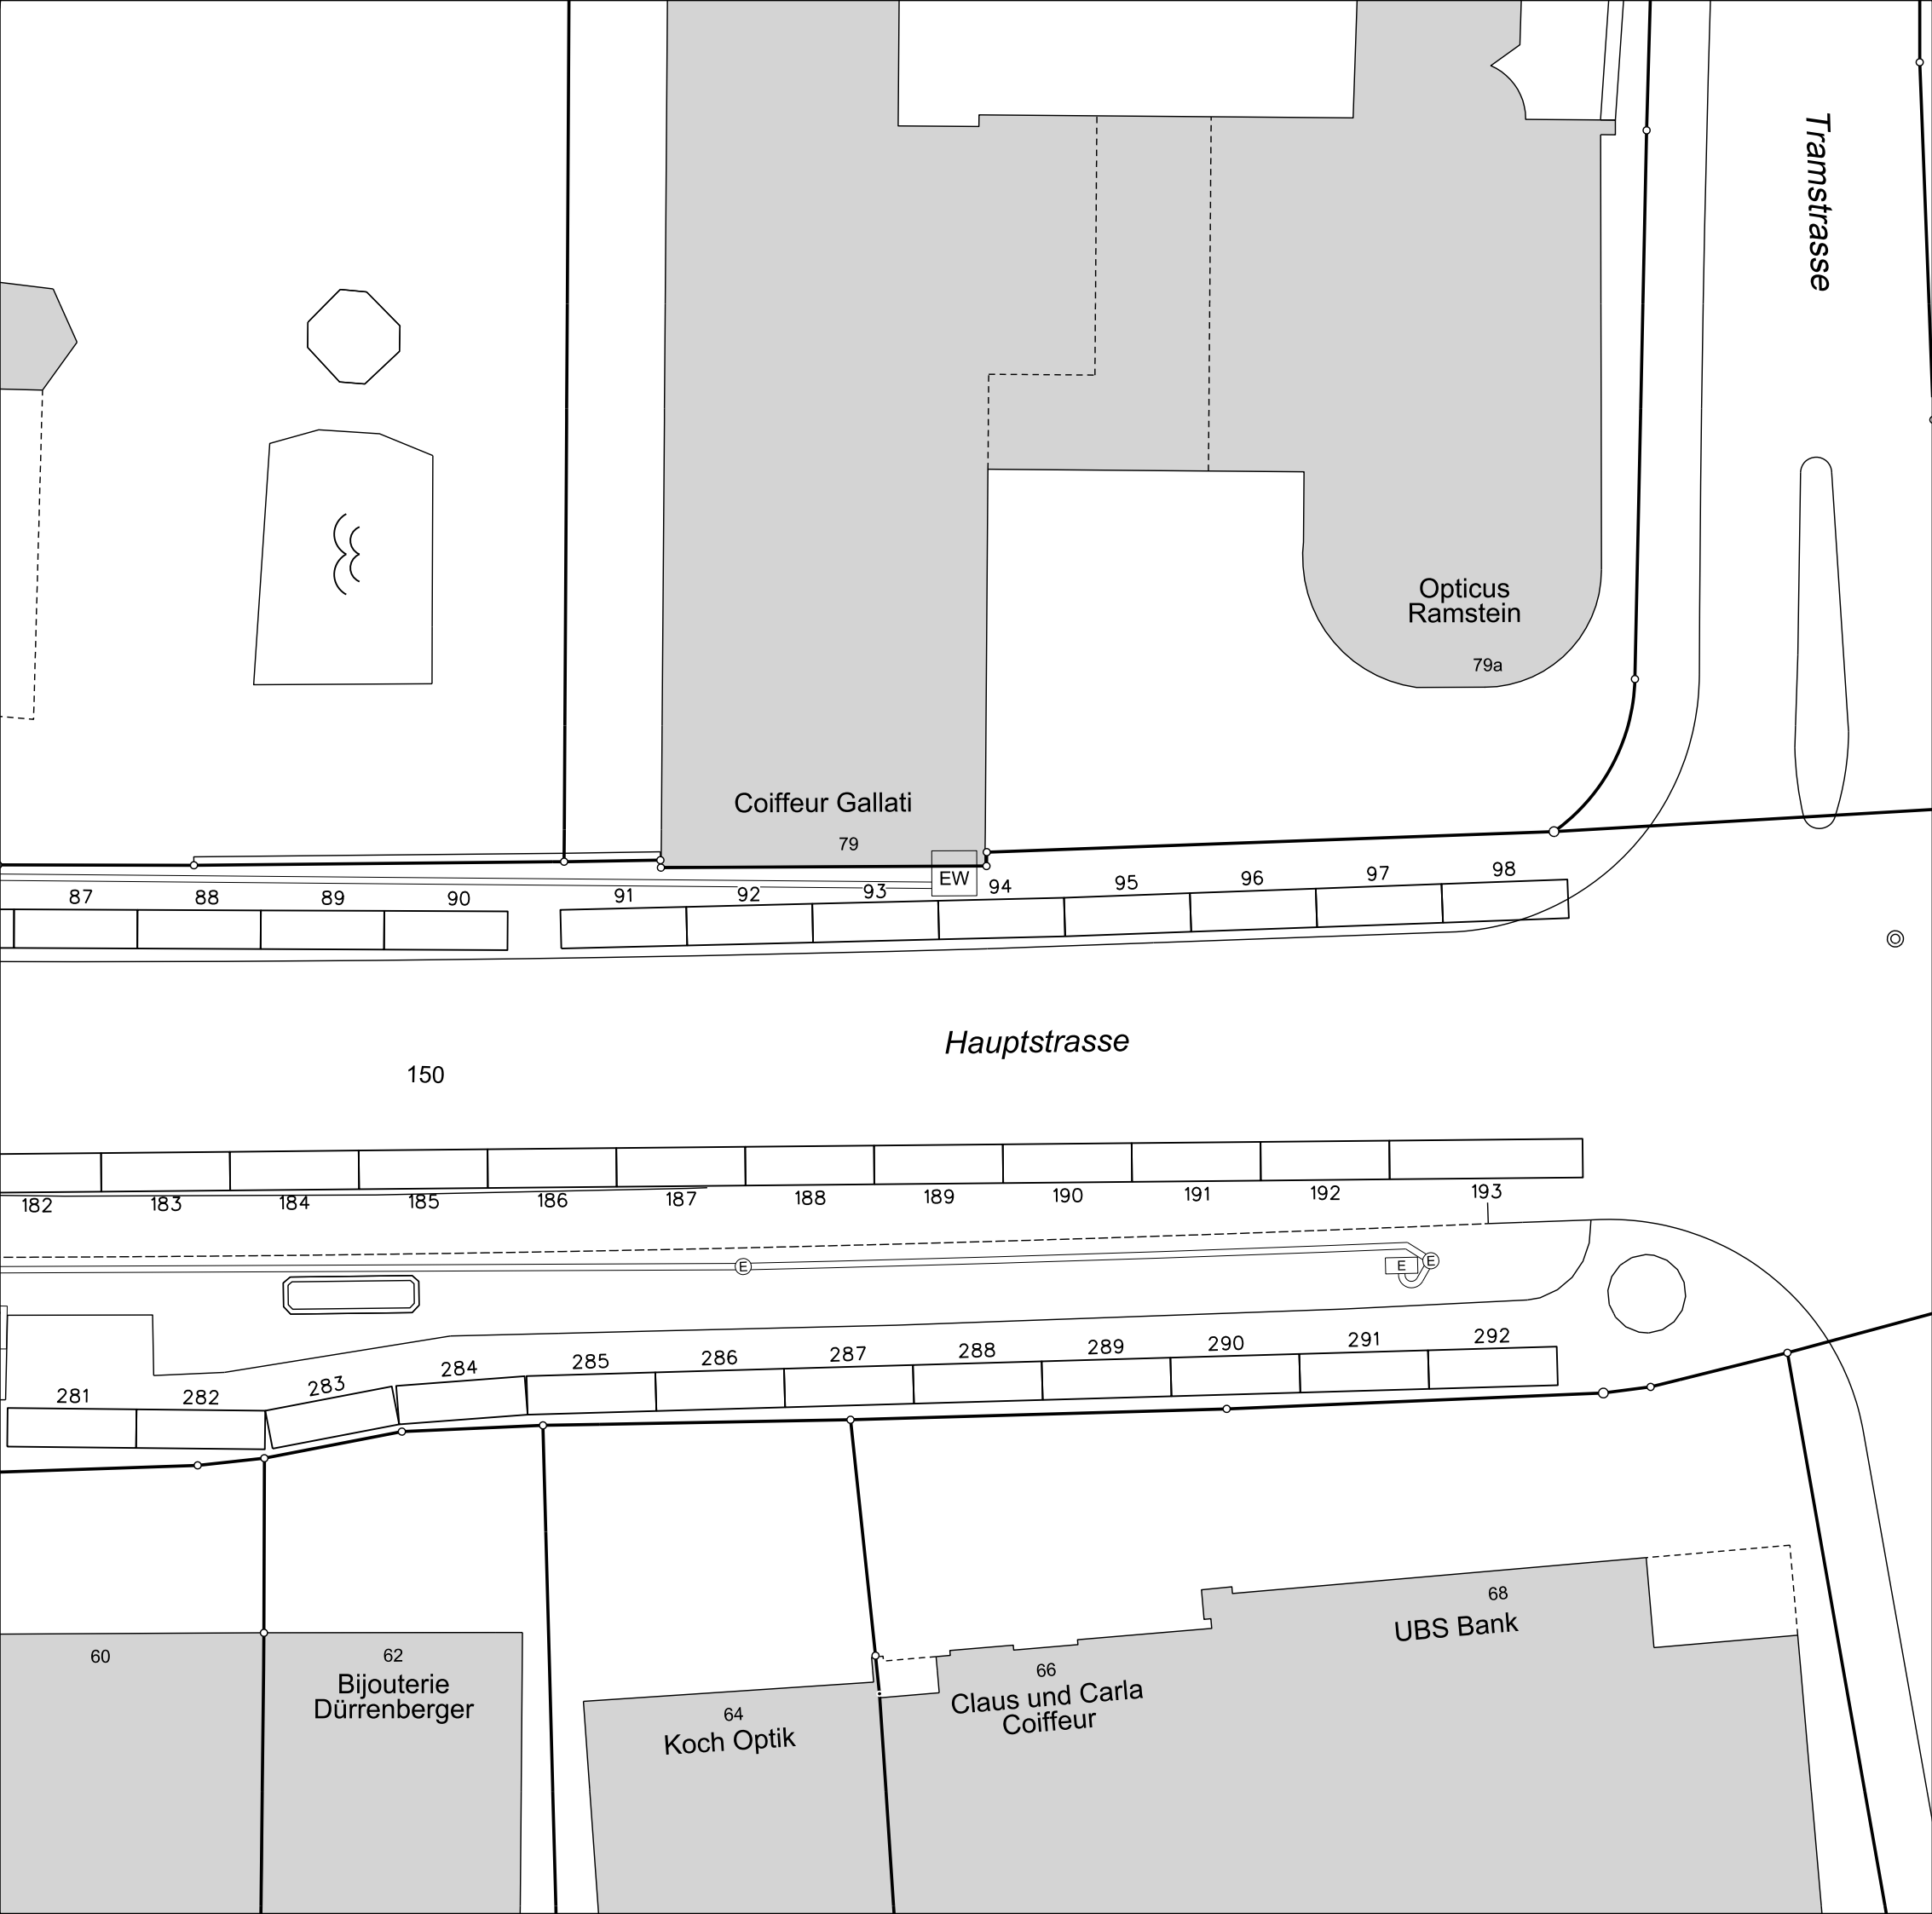 Tramstrasse
Opticus
Ramstein
79a
Coiffeur Gallati
79
EW
87 88 89 90 91 92 93 94 95 96 97 98
Hauptstrasse
150
182 183 184 185 186 187 188 189 190 191 192 193
E
E
E
281 282 283 284 285 286 287 288 289 290 291 292
60
62
Bijouterie
Dürrenberger
64
Koch Optik
66
Claus und Carla
Coiffeur
68
UBS Bank